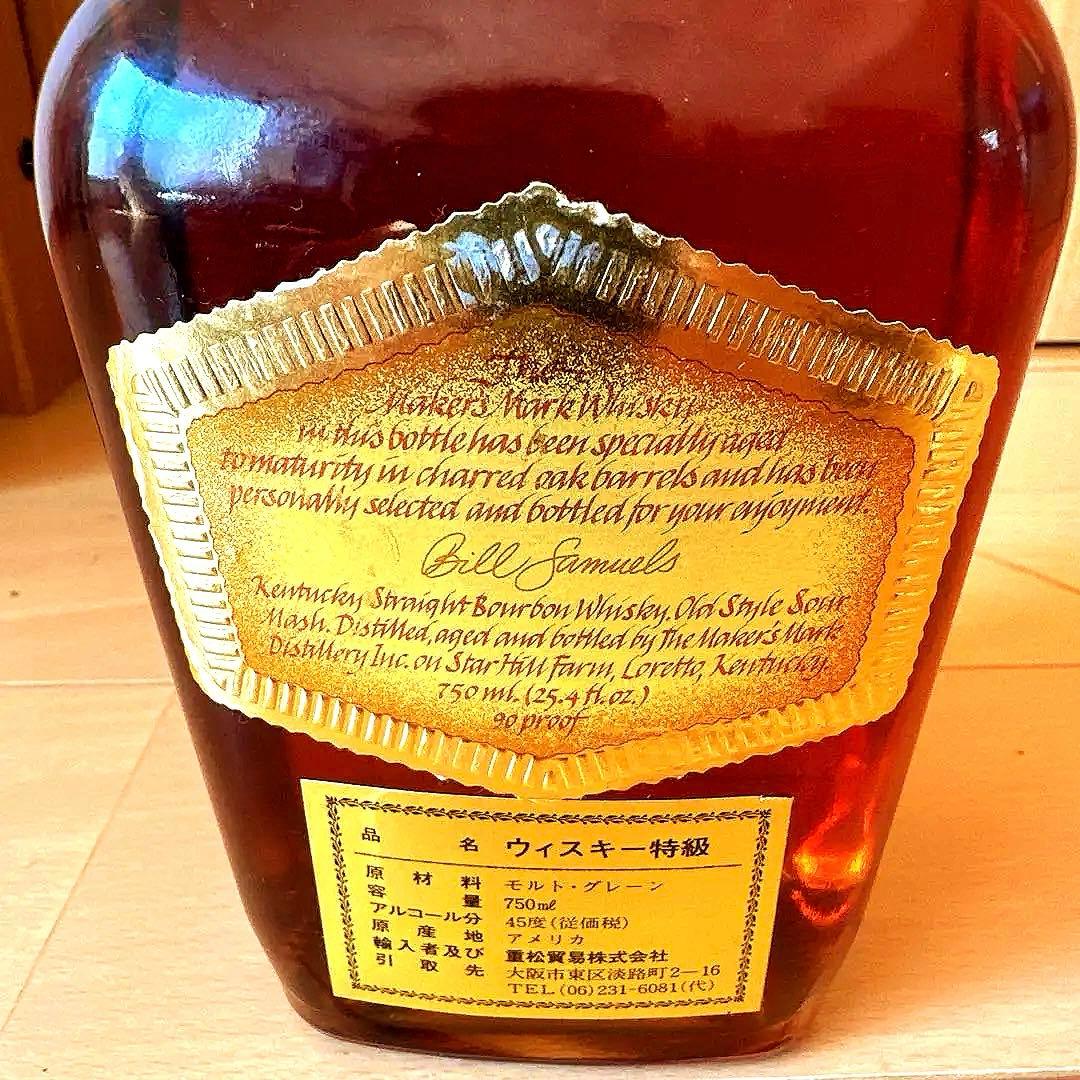 The
Maker's Mark Whisky
in this bottle has been specially aged
to maturity in charred oak barrels and has been
personally selected and bottled for your enjoyment.
Bill Samuels
Kentucky Straight Bourbon Whisky. Old Style Sour
Mash. Distilled, aged and bottled by The Maker's Mark
Distillery Inc. on Star Hill Farm, Loretto, Kentucky.
750 ml. (25.4 fl. oz.)
90 proof
品名 ウィスキー特級
原材料 モルト・グレーン
容量 750mℓ
アルコール分 45度(従価税)
原産地 アメリカ
輸入者及び 重松貿易株式会社
引取先 大阪市東区淡路町2-16
TEL(06)231-6081(代)